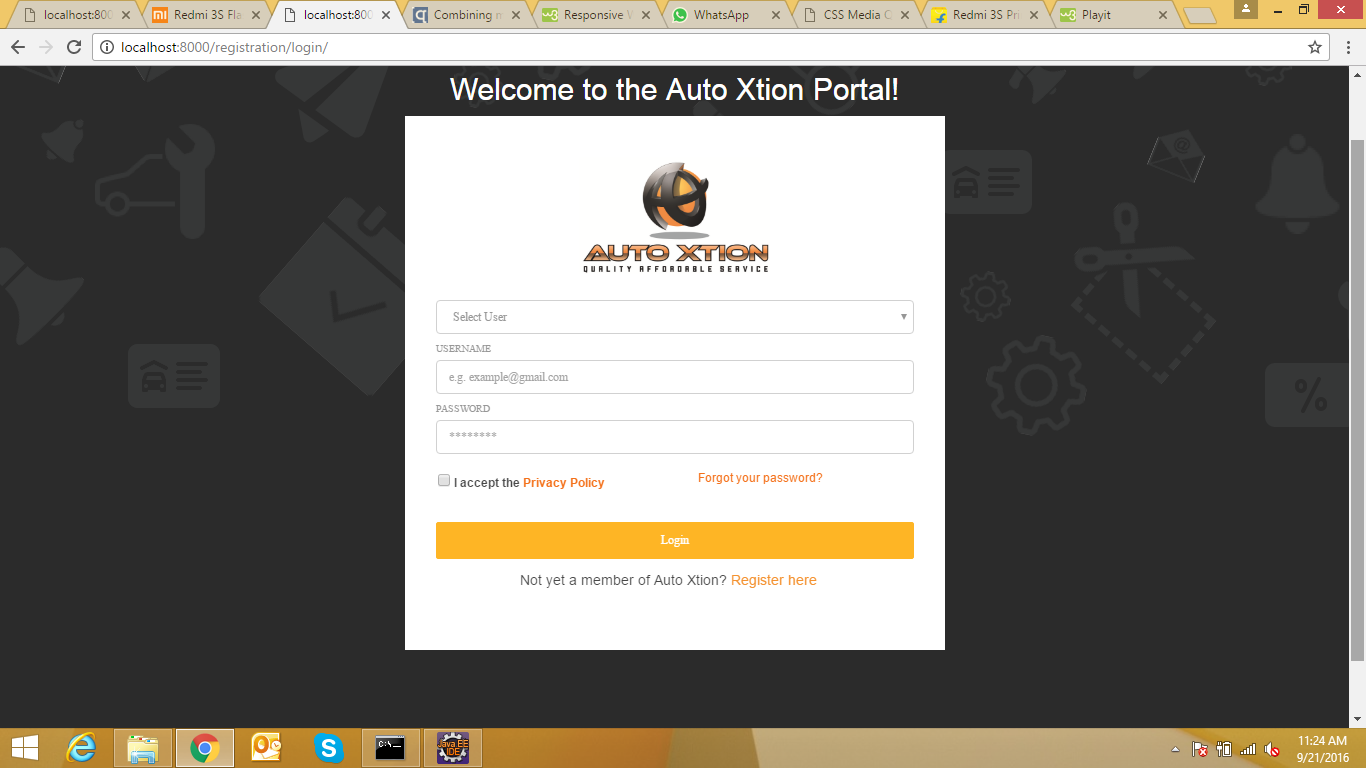 localhost:800
Redmi 3S Fla
localhost:800
Combining m
Responsive W
WhatsApp
CSS Media Q
Redmi 3S Pri
Playit
localhost:8000/registration/login/
Welcome to the Auto Xtion Portal!
AUTO XTION
QUALITY AFFORDABLE SERVICE
Select User
USERNAME
e.g. example@gmail.com
PASSWORD
********
I accept the Privacy Policy
Forgot your password?
Login
Not yet a member of Auto Xtion? Register here
@
%
C:\_
Java EE
IDE
11:24 AM
9/21/2016